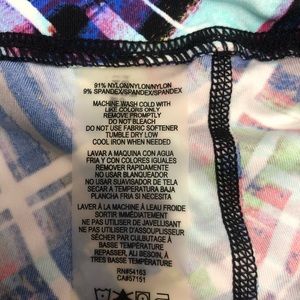 91% NYLON/NYLON/NYLON
9% SPANDEX/SPANDEX/SPANDEX
MACHINE WASH COLD WITH
LIKE COLORS ONLY
REMOVE PROMPTLY
DO NOT BLEACH
DO NOT USE FABRIC SOFTENER
TUMBLE DRY LOW
COOL IRON WHEN NEEDED
LAVAR A MAQUINA CON AGUA
FRIA Y CON COLORES IGUALES
REMOVER RAPIDAMENTE
NO USAR BLANQUEADOR
NO USAR SUAVIZADOR DE TELAS
SECAR A TEMPERATURA BAJA
PLANCHA FRIA SI NECESARIO
LAVER À LA MACHINE À L'EAU FROIDE
SORTIR IMMÉDIATEMENT
NE PAS UTILISER DE JAVELLISANT
NE PAS UTILISER D'ASSOUPLISSEUR
SÉCHER PAR CULBUTAGE À
BASSE TEMPÉRATURE
REPASSER, AU BESOIN, À
TRÈS BASSE TEMPÉRATURE
RN#54163
CA#57151